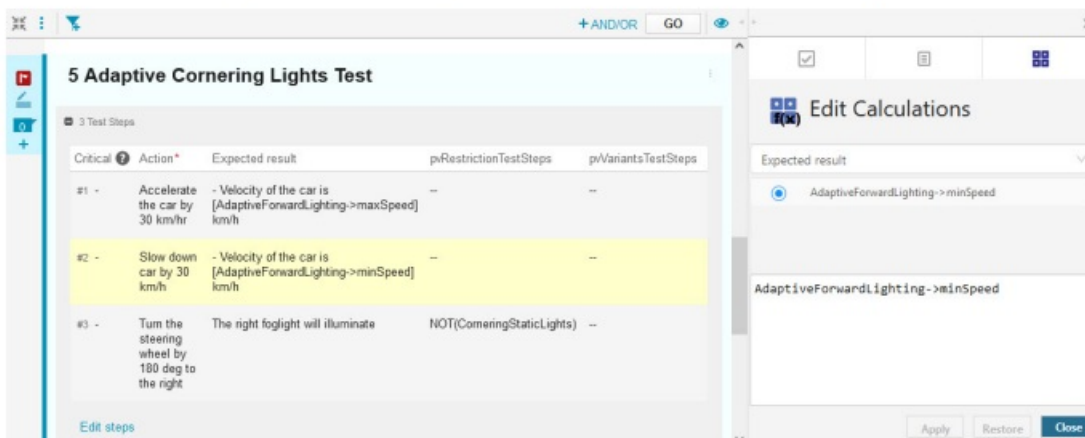 + AND/OR GO
5 Adaptive Cornering Lights Test
3 Test Steps
Critical ? Action* Expected result pvRestrictionTestSteps pvVariantsTestSteps
#1 - Accelerate - Velocity of the car is -- --
the car by [AdaptiveForwardLighting->maxSpeed]
30 km/hr km/h
#2 - Slow down - Velocity of the car is -- --
car by 30 [AdaptiveForwardLighting->minSpeed]
km/h km/h
#3 - Turn the The right foglight will illuminate NOT(CorneringStaticLights) --
steering
wheel by
180 deg to
the right
Edit steps
f(x) Edit Calculations
Expected result
AdaptiveForwardLighting->minSpeed
AdaptiveForwardLighting->minSpeed
Apply Restore Close